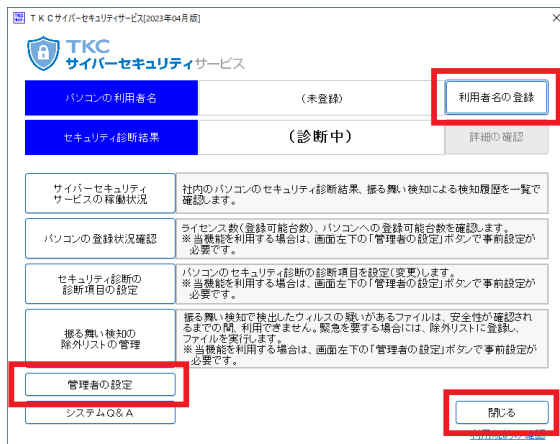 TKCサイバーセキュリティサービス[2023年04月版]
TKC
サイバーセキュリティサービス
パソコンの利用者名
(未登録)
利用者名の登録
セキュリティ診断結果
(診断中)
詳細の確認
サイバーセキュリティ
サービスの稼働状況
社内のパソコンのセキュリティ診断結果、振る舞い検知による検知履歴を一覧で
確認します。
パソコンの登録状況確認
ライセンス数(登録可能台数)、パソコンへの登録可能台数を確認します。
※当機能を利用する場合は、画面左下の「管理者の設定」ボタンで事前設定が
必要です。
セキュリティ診断の
診断項目の設定
パソコンのセキュリティ診断の診断項目を設定(変更)します。
※当機能を利用する場合は、画面左下の「管理者の設定」ボタンで事前設定が
必要です。
振る舞い検知の
除外リストの管理
振る舞い検知で検出したウィルスの疑いがあるファイルは、安全性が確認され
るまでの間、利用できません。緊急を要する場合には、除外リストに登録し、
ファイルを実行します。
※当機能を利用する場合は、画面左下の「管理者の設定」ボタンで事前設定が
必要です。
管理者の設定
システムQ&A
閉じる